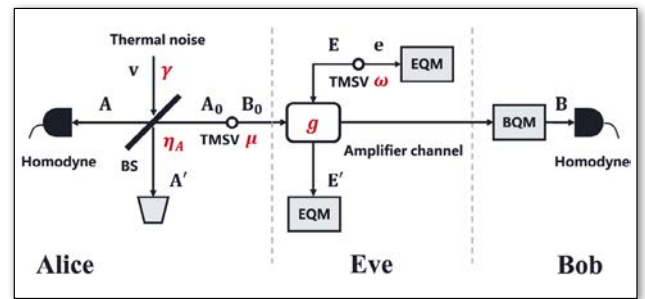 Thermal noise
v γ
E e
EQM
TMSV ω
A
A₀ B₀
g
BQM
B
Homodyne
BS
η_A
TMSV μ
Amplifier channel
Homodyne
A′
E′
EQM
Alice
Eve
Bob